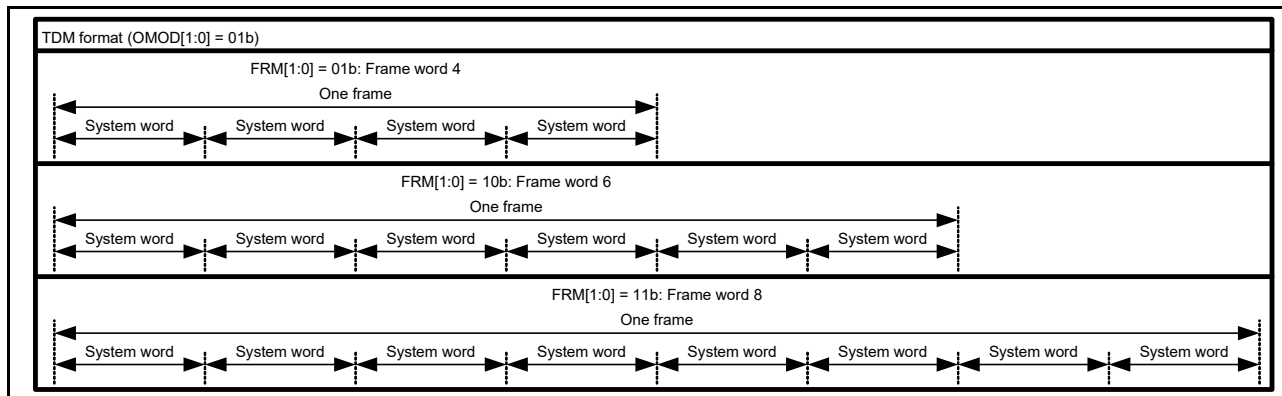 TDM format (OMOD[1:0] = 01b)
FRM[1:0] = 01b: Frame word 4
One frame
System word System word System word System word
FRM[1:0] = 10b: Frame word 6
One frame
System word System word System word System word System word System word
FRM[1:0] = 11b: Frame word 8
One frame
System word System word System word System word System word System word System word System word